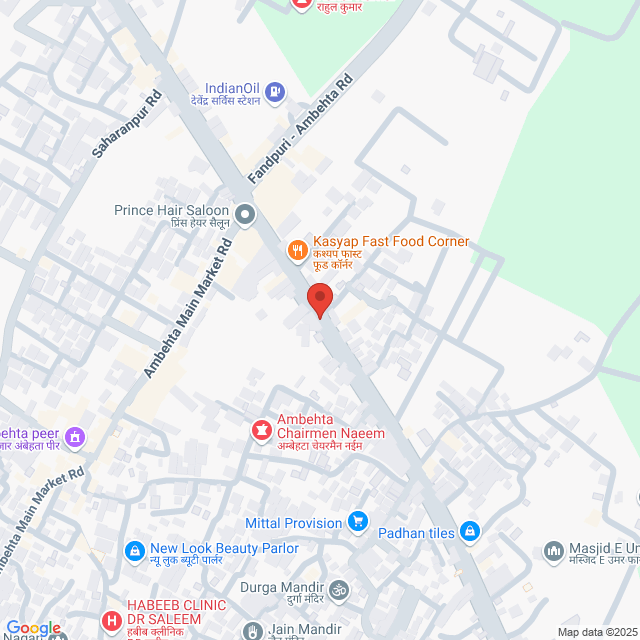 राहुल कुमार
IndianOil
देवेंद्र सर्विस स्टेशन
Saharanpur Rd
Fandpuri - Ambehta Rd
Prince Hair Saloon
प्रिंस हेयर सैलून
Kasyap Fast Food Corner
कश्यप फास्ट
फूड कॉर्नर
Ambehta Main Market Rd
Ambehta
Chairmen Naeem
अम्बेहटा चेयरमैन नईम
ehta peer
जार अंबेहता पीर
Ambehta Main Market Rd
Mittal Provision
Padhan tiles
New Look Beauty Parlor
न्यू लुक ब्यूटी पार्लर
Masjid E Um
मस्जिद ए उमर फा
Durga Mandir
दुर्गा मंदिर
HABEEB CLINIC
DR SALEEM
हबीब क्लीनिक
Jain Mandir
Google
Map data ©2025